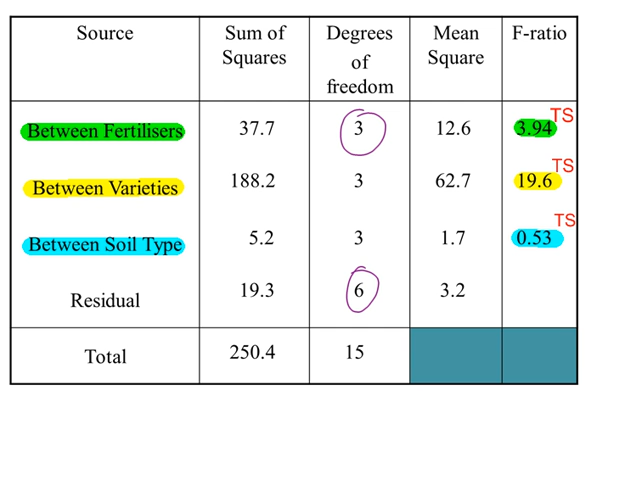 Source Sum of Squares Degrees of freedom Mean Square F-ratio
Between Fertilisers 37.7 3 12.6 3.94 TS
Between Varieties 188.2 3 62.7 19.6 TS
Between Soil Type 5.2 3 1.7 0.53 TS
Residual 19.3 6 3.2
Total 250.4 15